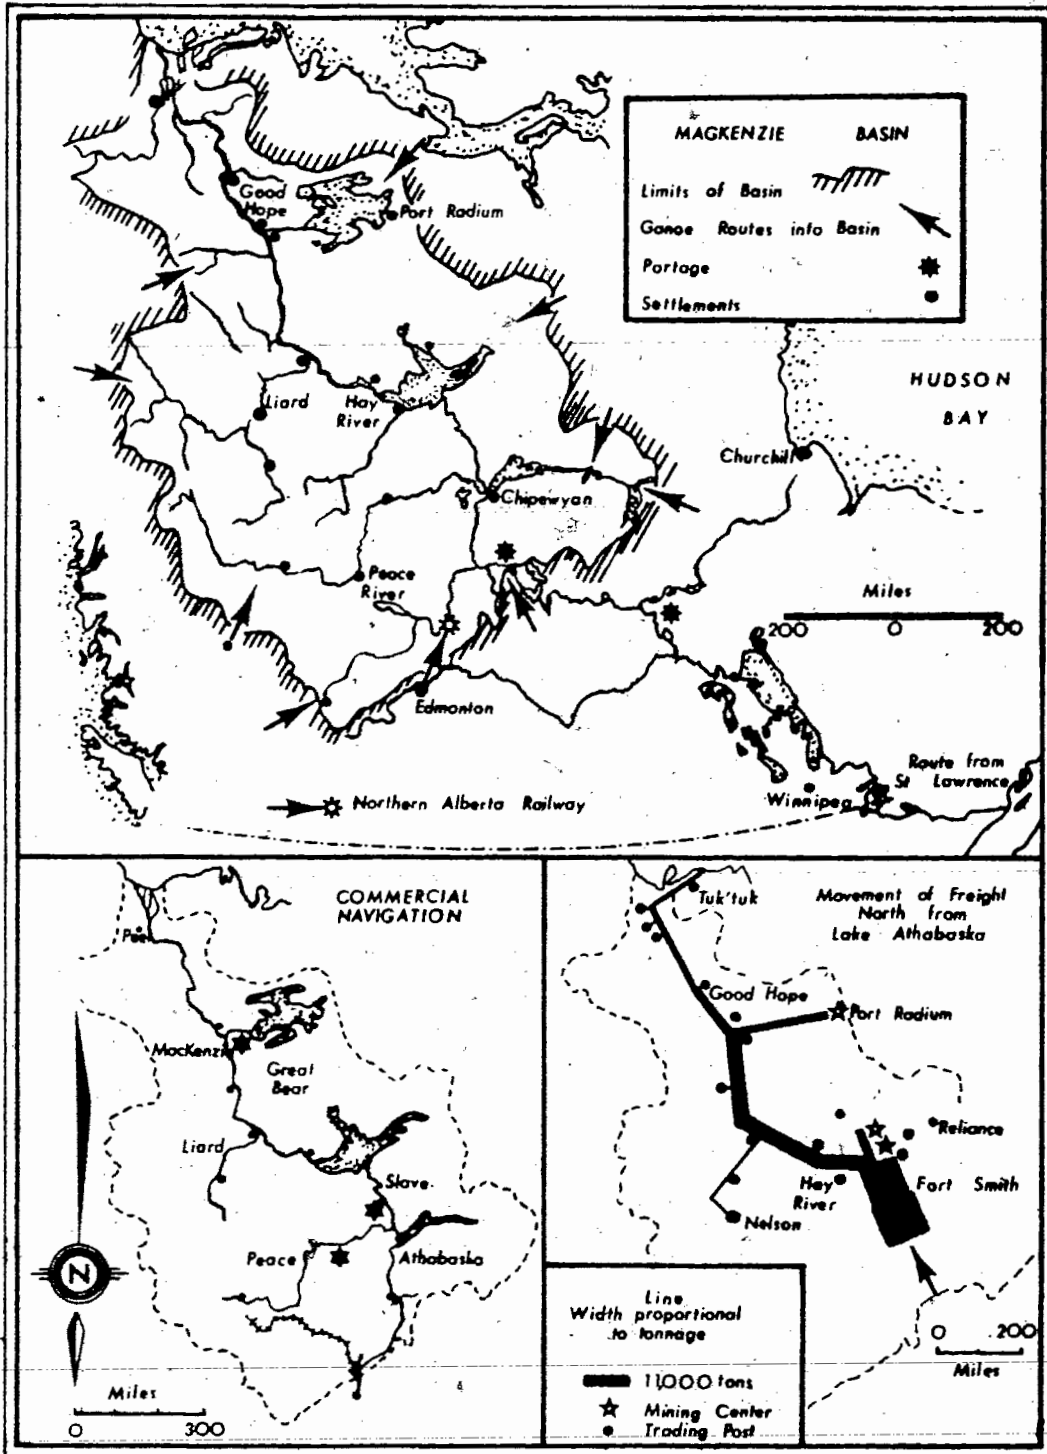 MAGKENZIE BASIN
Limits of Basin
Ganoe Routes into Basin
Portage
Settlements
Good
Hope
Port Radium
Liard
Hay
River
HUDSON
BAY
Churchill
Chipewyan
Peace
River
Miles
200 0 200
Edmonton
Route from
St Lawrence
Winnipeg
Northern Alberta Railway
COMMERCIAL
NAVIGATION
Peel
MacKenzie
Great
Bear
Liard
Slave
Peace
Athabaska
N
Miles
0 300
Movement of Freight
North from
Lake Athabaska
Tuk'tuk
Good Hope
Port Radium
Reliance
Hay
River
Fort Smith
Nelson
Line
Width proportional
to tonnage
11,000 tons
Mining Center
Trading Post
0 200
Miles